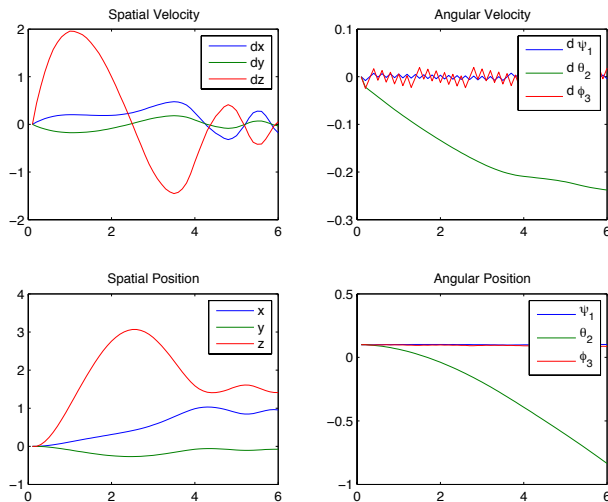 Spatial Velocity
2
1
0
−1
−2
0
2
4
6
dx
dy
dz
Angular Velocity
0.1
0
−0.1
−0.2
−0.3
0
2
4
6
d ψ₁
d θ₂
d ϕ₃
Spatial Position
4
3
2
1
0
−1
0
2
4
6
x
y
z
Angular Position
0.5
0
−0.5
−1
0
2
4
6
ψ₁
θ₂
ϕ₃